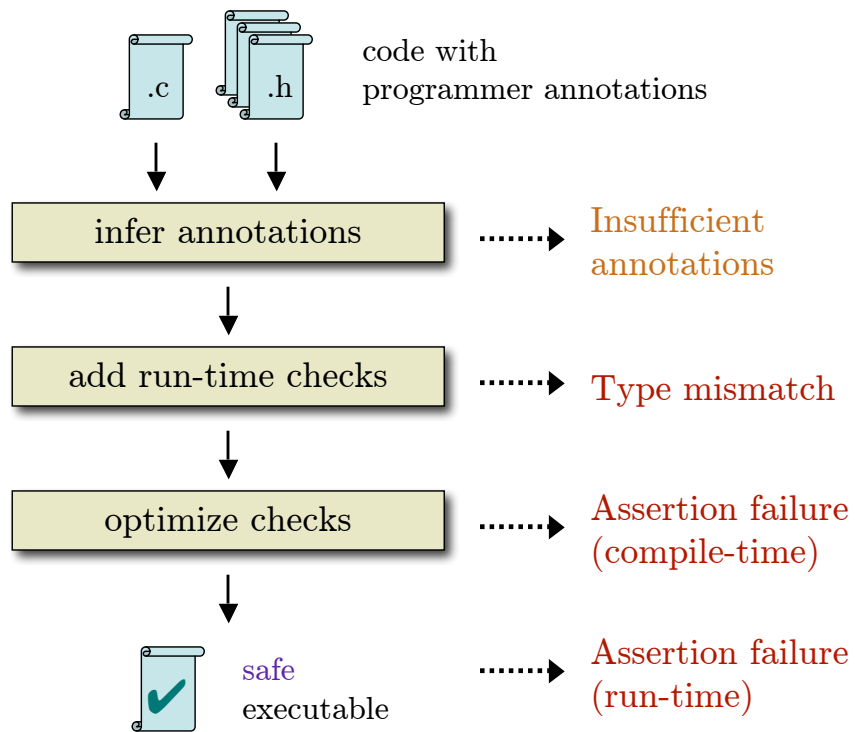 .c
.h
code with
programmer annotations
infer annotations
Insufficient
annotations
add run-time checks
Type mismatch
optimize checks
Assertion failure
(compile-time)
safe
executable
Assertion failure
(run-time)